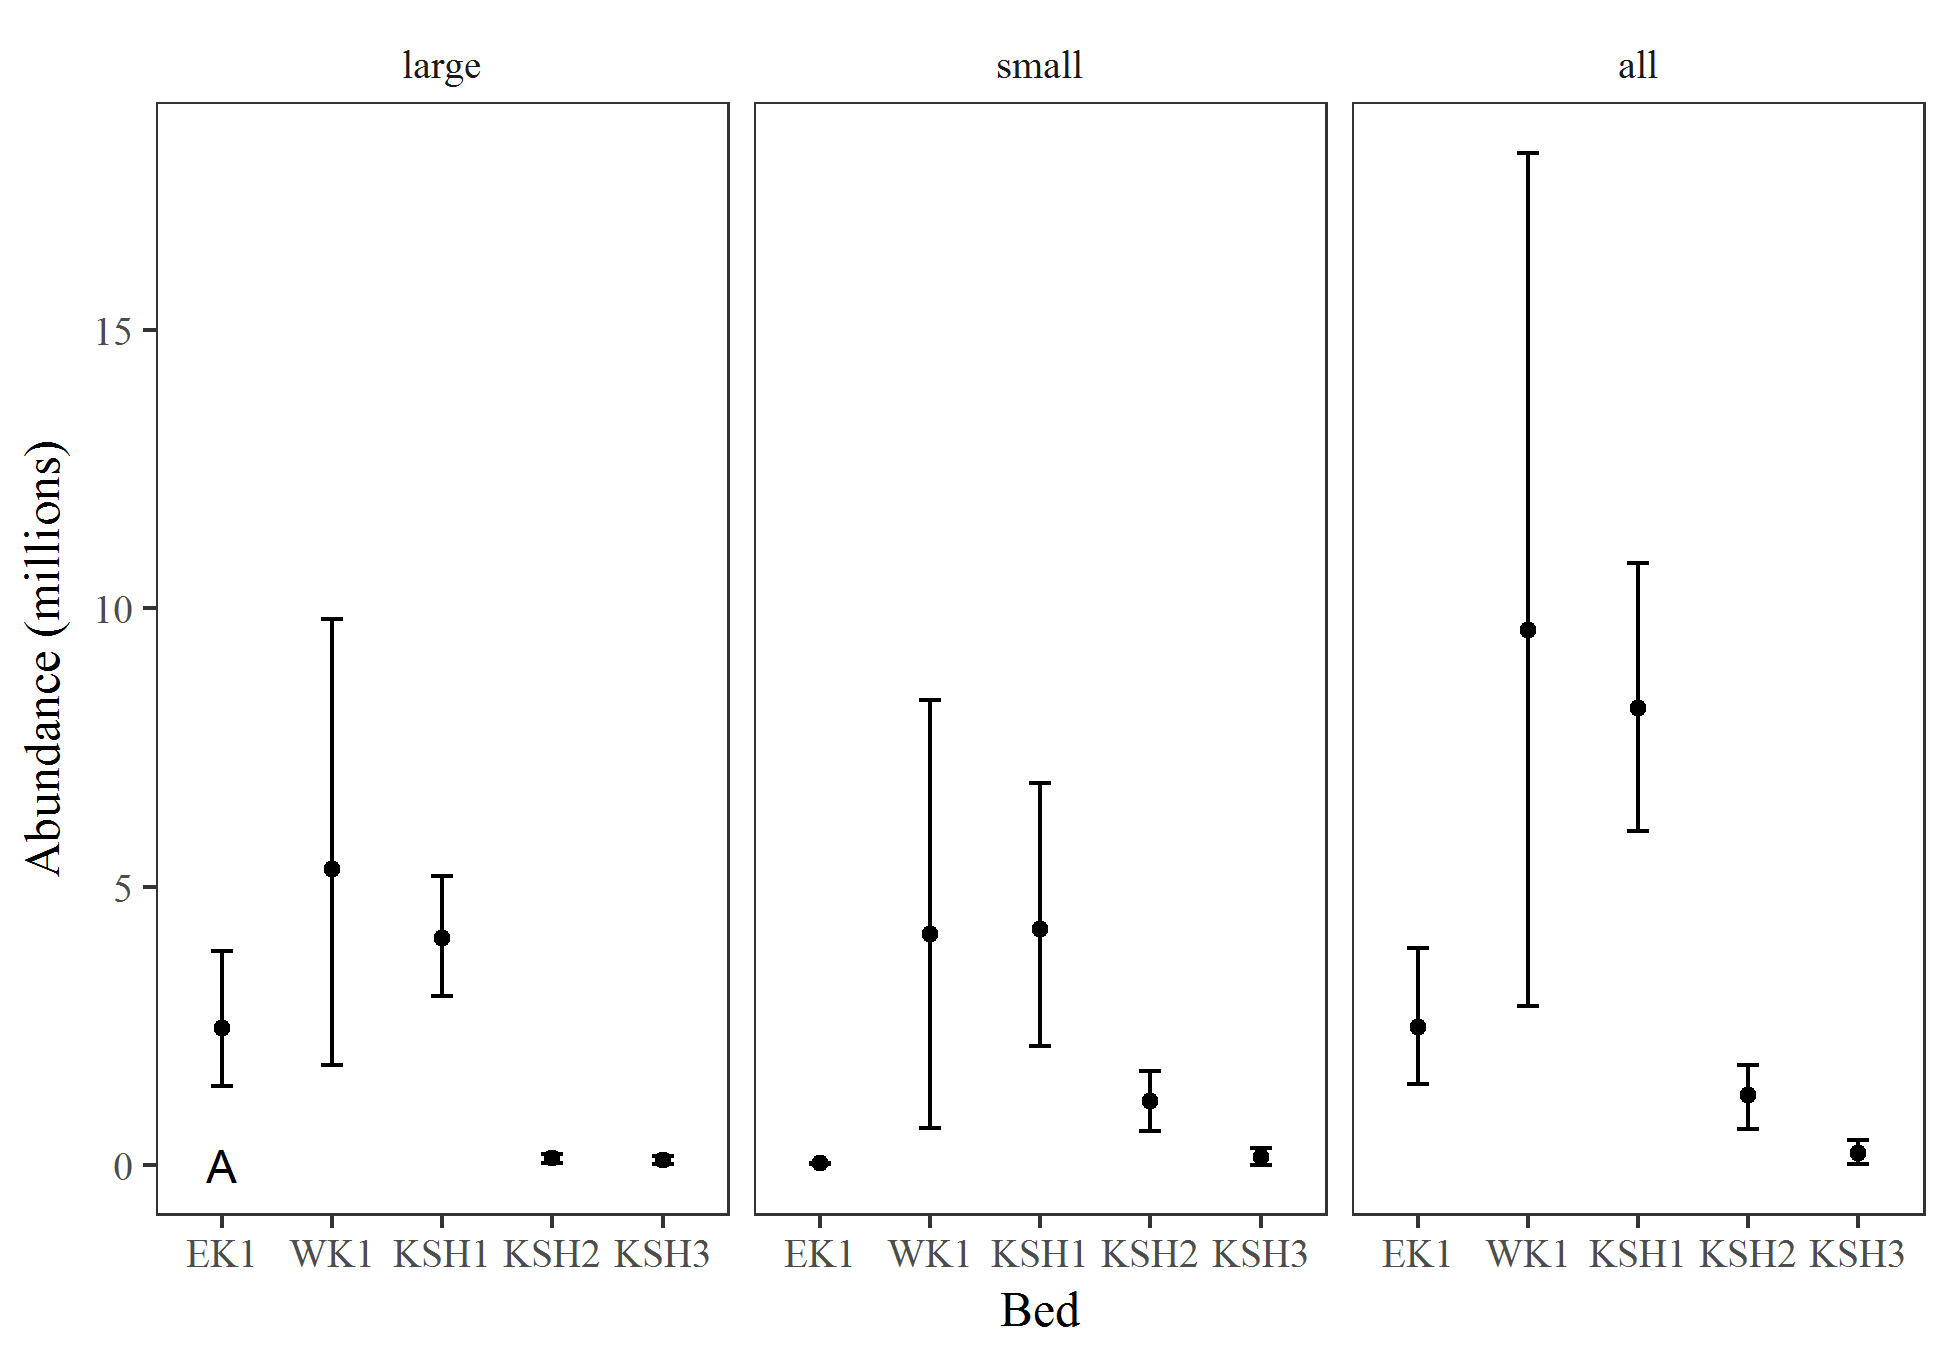 large small all
15
10
5
0
Abundance (millions)
A
EK1 WK1 KSH1 KSH2 KSH3 EK1 WK1 KSH1 KSH2 KSH3 EK1 WK1 KSH1 KSH2 KSH3
Bed